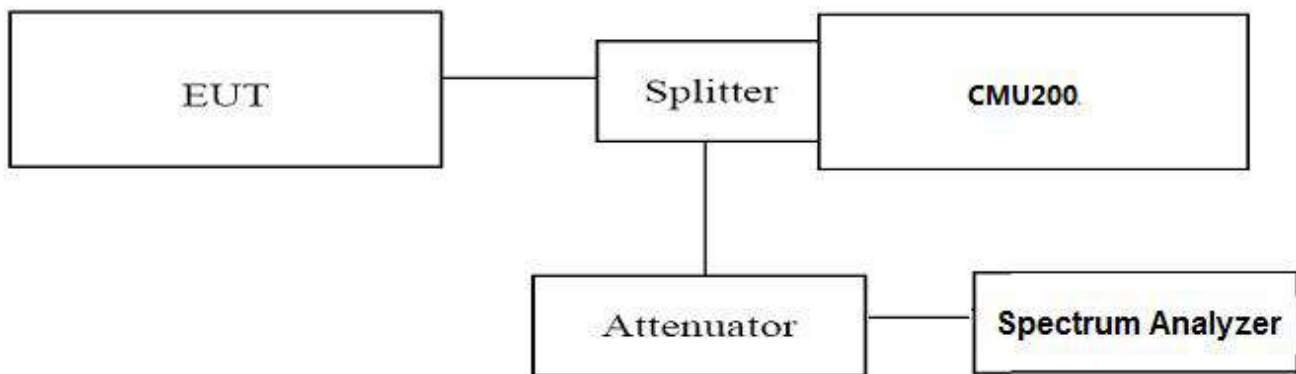 EUT
Splitter
CMU200
Attenuator
Spectrum Analyzer